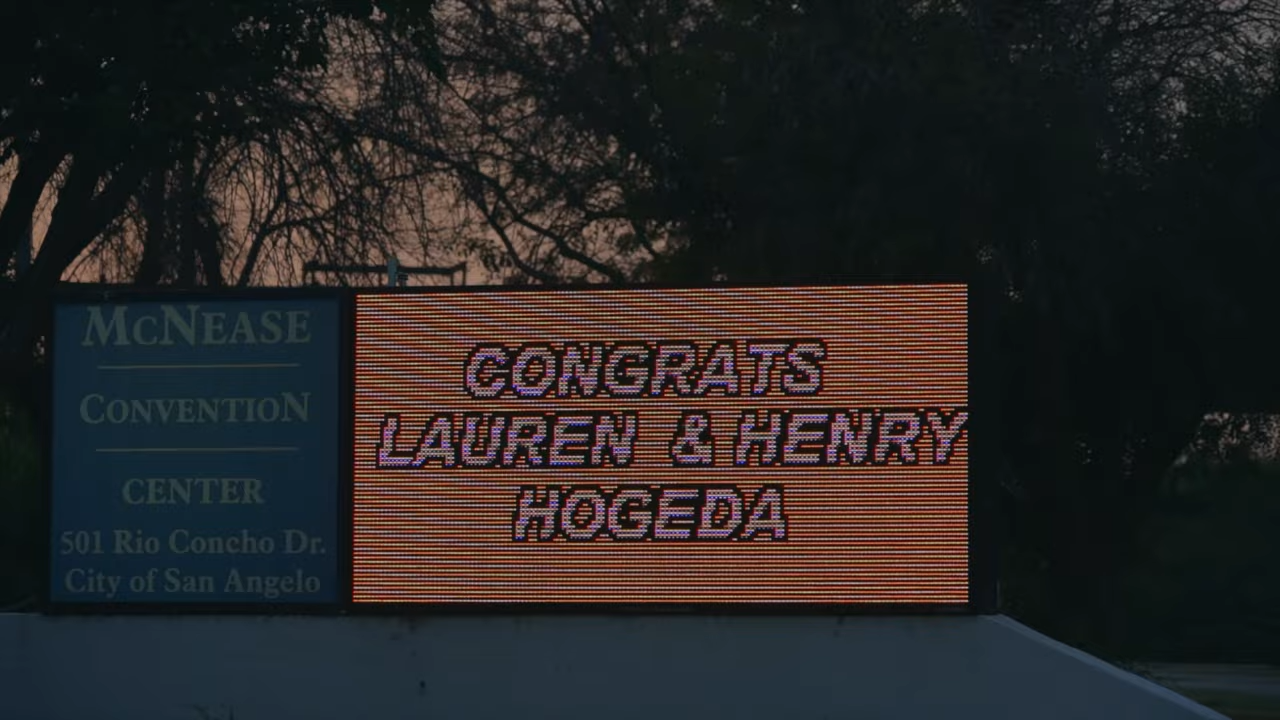 McNease
Convention
Center
501 Rio Concho Dr.
City of San Angelo
CONGRATS
LAUREN & HENRY
HOGEDA